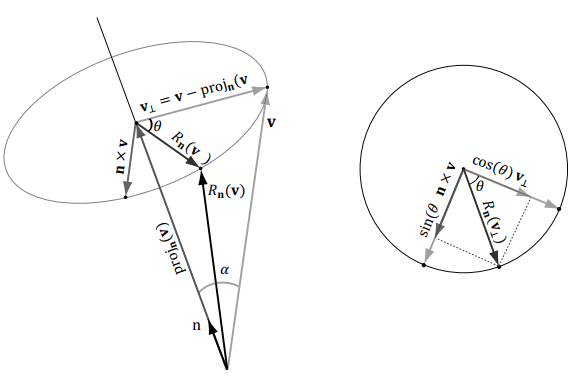 v⊥ = v − projₙ(v
θ
v
n × v
Rₙ(v )
Rₙ(v)
projₙ(v)
α
n
cos(θ) v⊥
θ
sin(θ n × v
Rₙ(v⊥)